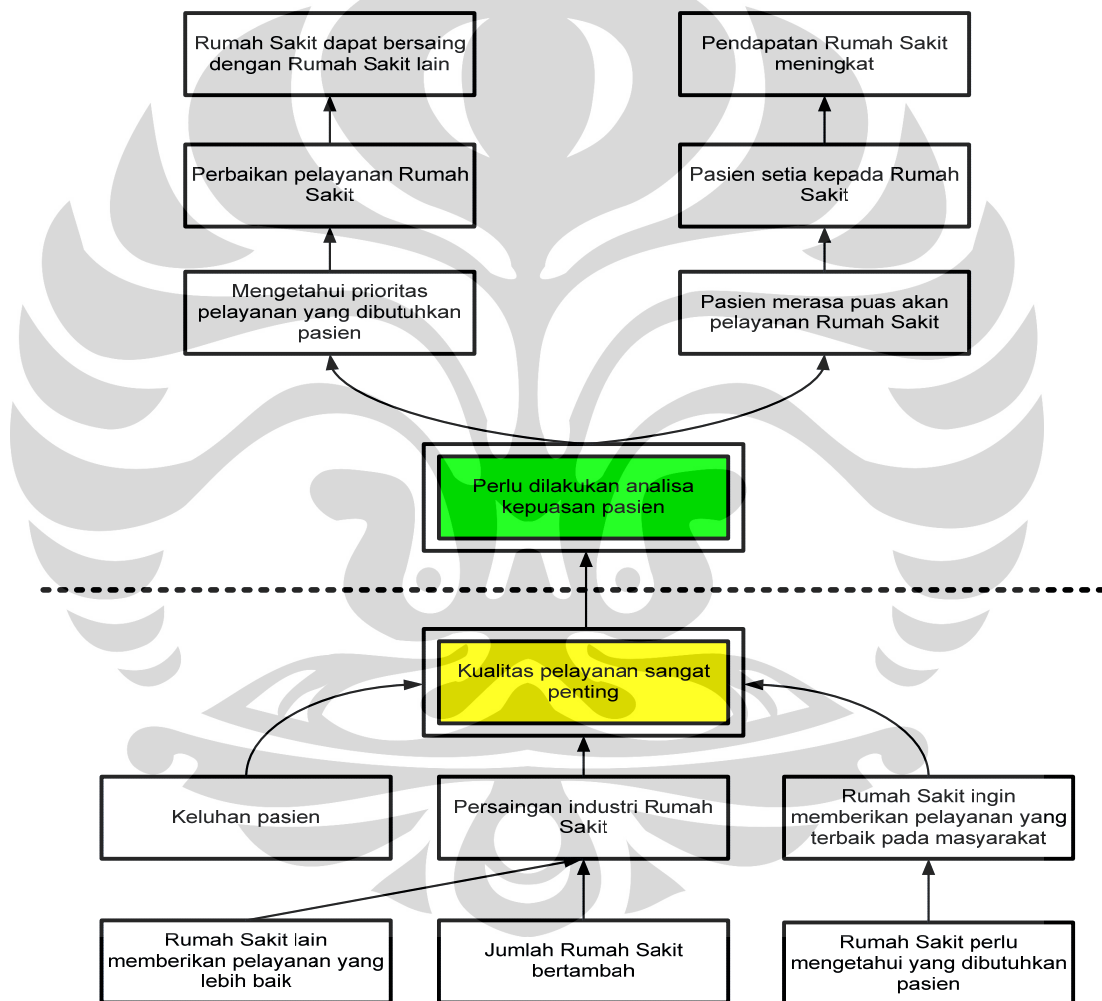 Rumah Sakit dapat bersaing
dengan Rumah Sakit lain
Pendapatan Rumah Sakit
meningkat
Perbaikan pelayanan Rumah
Sakit
Pasien setia kepada Rumah
Sakit
Mengetahui prioritas
pelayanan yang dibutuhkan
pasien
Pasien merasa puas akan
pelayanan Rumah Sakit
Perlu dilakukan analisa
kepuasan pasien
Kualitas pelayanan sangat
penting
Keluhan pasien
Persaingan industri Rumah
Sakit
Rumah Sakit ingin
memberikan pelayanan yang
terbaik pada masyarakat
Rumah Sakit lain
memberikan pelayanan yang
lebih baik
Jumlah Rumah Sakit
bertambah
Rumah Sakit perlu
mengetahui yang dibutuhkan
pasien